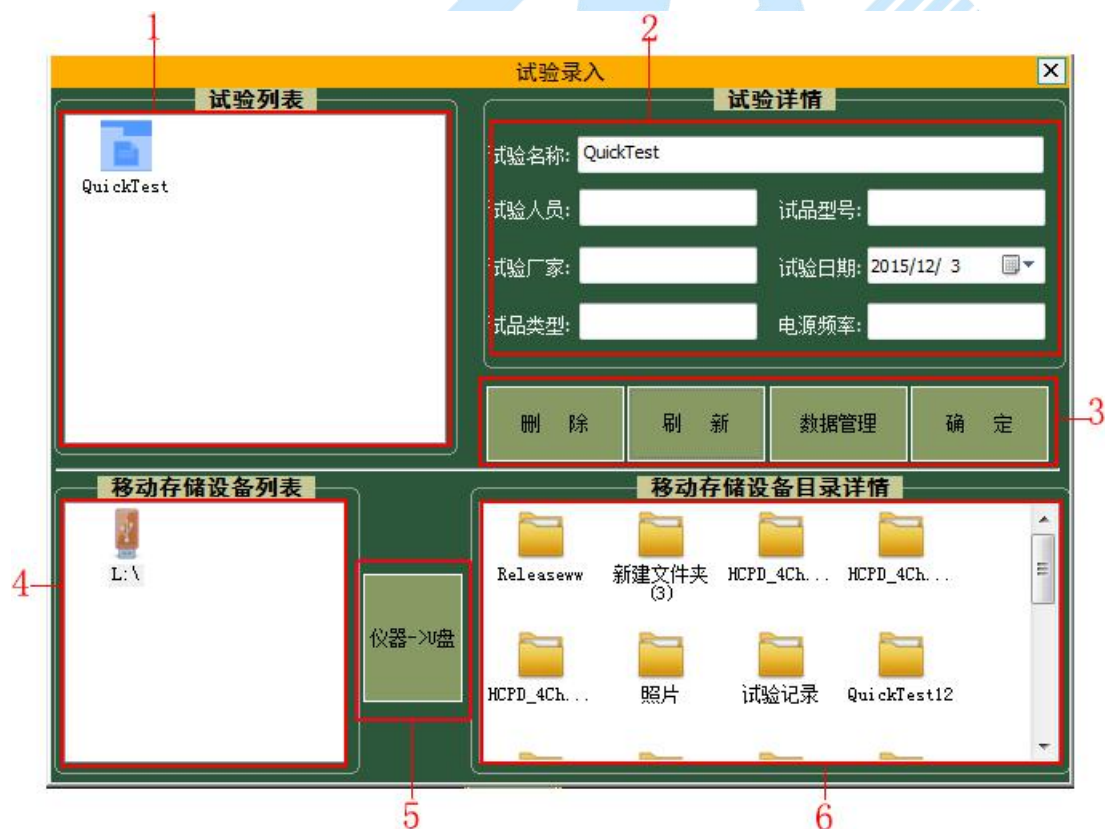 1
2
试验录入
试验列表
试验详情
QuickTest
试验名称: QuickTest
试验人员:
试品型号:
试验厂家:
试验日期: 2015/12/ 3
试品类型:
电源频率:
删 除
刷 新
数据管理
确 定
3
移动存储设备列表
移动存储设备目录详情
L:\
4
仪器->U盘
Releaseww
新建文件夹
(3)
HCPD_4Ch...
HCPD_4Ch...
HCPD_4Ch...
照片
试验记录
QuickTest12
5
6